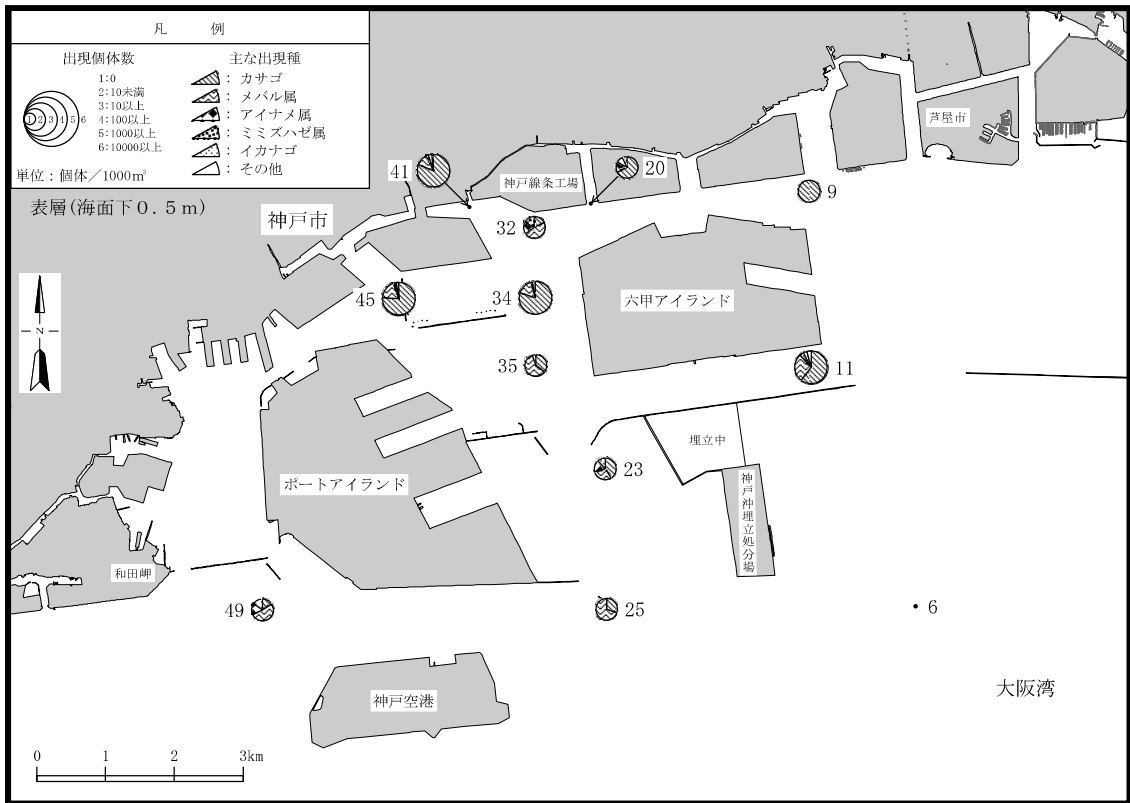 凡 例
出現個体数
1:0
2:10未満
3:10以上
4:100以上
5:1000以上
6:10000以上
1 2 3 4 5 6
単位：個体／1000㎥
主な出現種
：カサゴ
：メバル属
：アイナメ属
：ミミズハゼ属
：イカナゴ
：その他
表層(海面下0.5m)
神戸市
芦屋市
41
神戸線条工場
20
9
32
45
34
六甲アイランド
N
35
11
埋立中
23
ポートアイランド
神戸沖埋立処分場
和田岬
49
25
6
大阪湾
神戸空港
0 1 2 3km